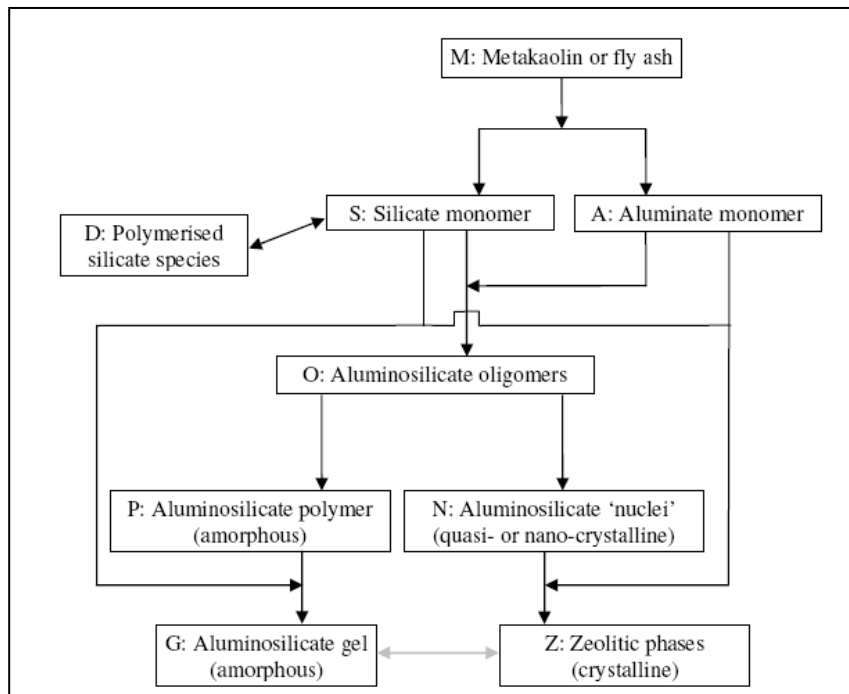 M: Metakaolin or fly ash
S: Silicate monomer
A: Aluminate monomer
D: Polymerised
silicate species
O: Aluminosilicate oligomers
P: Aluminosilicate polymer
(amorphous)
N: Aluminosilicate ‘nuclei’
(quasi- or nano-crystalline)
G: Aluminosilicate gel
(amorphous)
Z: Zeolitic phases
(crystalline)